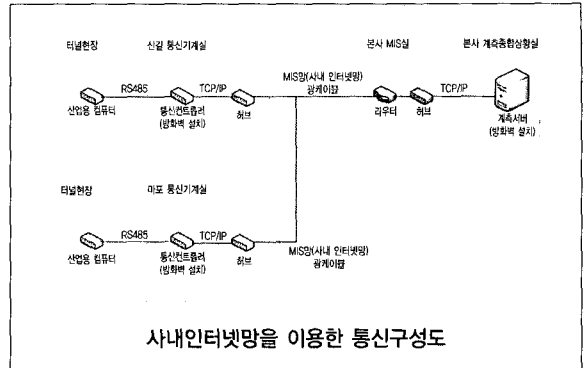 터널현장 신길 통신기계실 본사 MIS실 본사 계측종합상황실
RS485 TCP/IP MIS망(사내 인터넷망) TCP/IP
광케이블
산업용 컴퓨터 통신컨트롤러 허브 라우터 허브 계측서버
(방화벽 설치) (방화벽 설치)
터널현장 마포 통신기계실
RS485 TCP/IP MIS망(사내 인터넷망)
광케이블
산업용 컴퓨터 통신컨트롤러 허브
(방화벽 설치)
사내인터넷망을 이용한 통신구성도